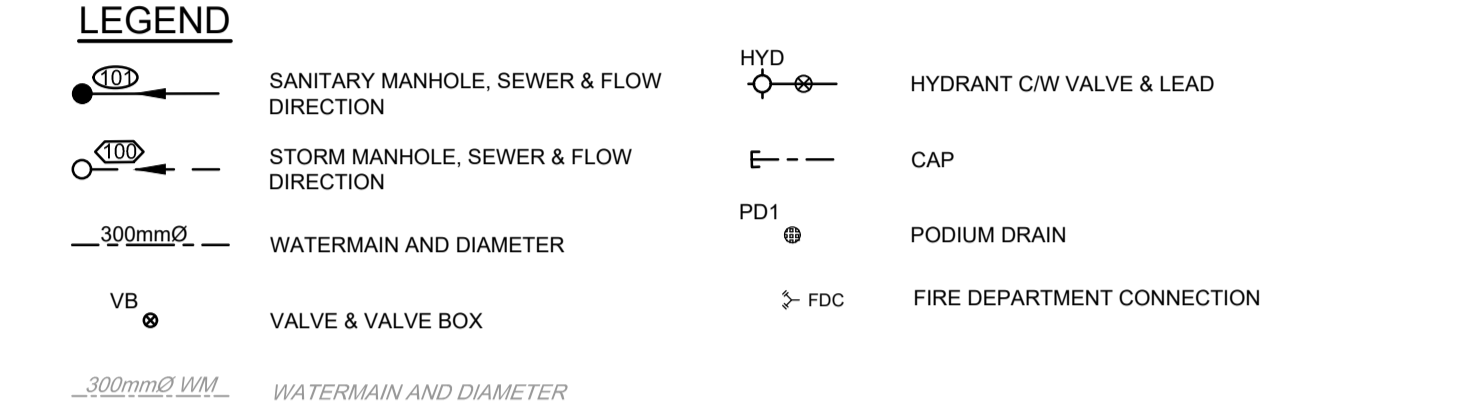 LEGEND
101
SANITARY MANHOLE, SEWER & FLOW
DIRECTION
100
STORM MANHOLE, SEWER & FLOW
DIRECTION
300mmØ
WATERMAIN AND DIAMETER
VB
VALVE & VALVE BOX
300mmØ WM
WATERMAIN AND DIAMETER
HYD
HYDRANT C/W VALVE & LEAD
CAP
PD1
PODIUM DRAIN
FDC
FIRE DEPARTMENT CONNECTION